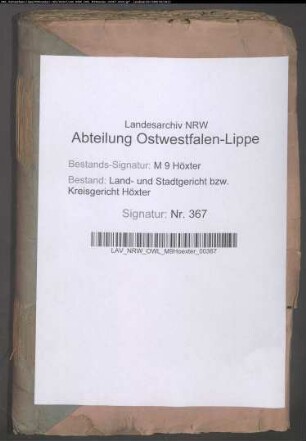 Landesarchiv NRW
Abteilung Ostwestfalen-Lippe
Bestands-Signatur: M 9 Höxter
Bestand: Land- und Stadtgericht bzw.
Kreisgericht Höxter
Signatur: Nr. 367
LAV_NRW_OWL_M9Hoexter_00367